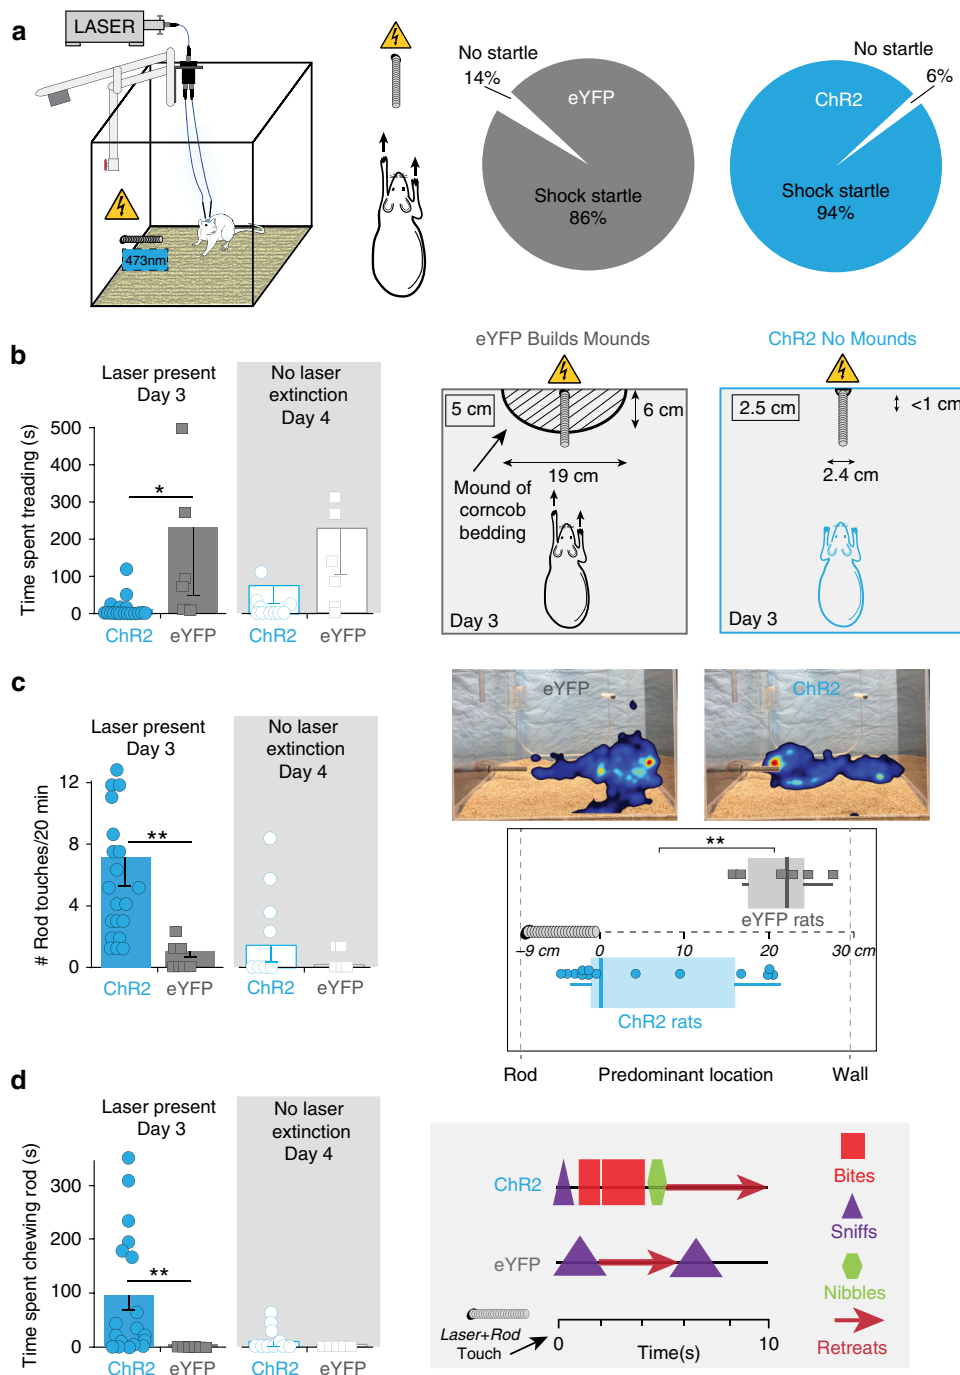 a
LASER
473nm
No startle
14%
eYFP
Shock startle
86%
No startle
6%
ChR2
Shock startle
94%
b
Laser present
Day 3
No laser
extinction
Day 4
Time spent treading (s)
500
400
300
200
100
0
*
ChR2
eYFP
ChR2
eYFP
eYFP Builds Mounds
5 cm
6 cm
19 cm
Mound of
corncob
bedding
Day 3
ChR2 No Mounds
2.5 cm
<1 cm
2.4 cm
Day 3
c
Laser present
Day 3
No laser
extinction
Day 4
# Rod touches/20 min
12
8
4
0
**
ChR2
eYFP
ChR2
eYFP
eYFP
ChR2
**
eYFP rats
–9 cm
0
10
20
30 cm
ChR2 rats
Rod
Predominant location
Wall
d
Laser present
Day 3
No laser
extinction
Day 4
Time spent chewing rod (s)
300
200
100
0
**
ChR2
eYFP
ChR2
eYFP
ChR2
eYFP
Laser+Rod
Touch
0
Time(s)
10
Bites
Sniffs
Nibbles
Retreats